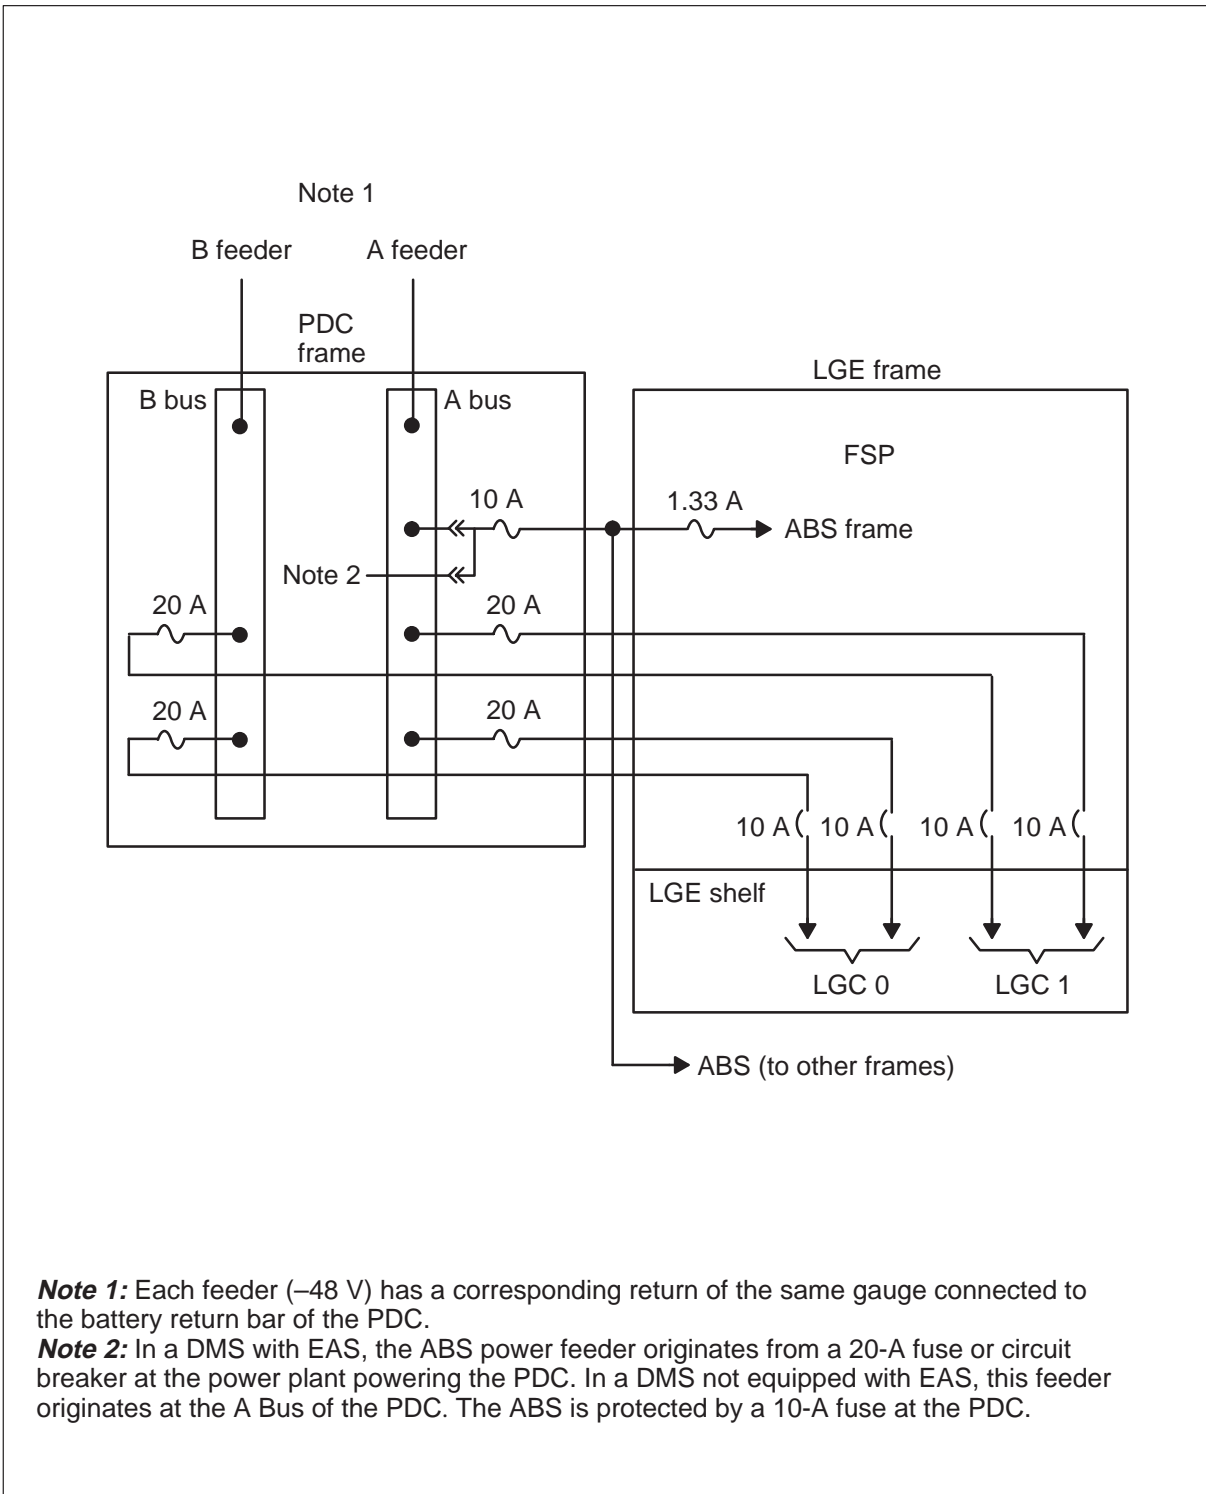 Note 1
B feeder
A feeder
PDC
frame
LGE frame
B bus
A bus
FSP
10 A
1.33 A
ABS frame
Note 2
20 A
20 A
20 A
20 A
10 A
10 A
10 A
10 A
LGE shelf
LGC 0
LGC 1
ABS (to other frames)
Note 1: Each feeder (–48 V) has a corresponding return of the same gauge connected to
the battery return bar of the PDC.
Note 2: In a DMS with EAS, the ABS power feeder originates from a 20-A fuse or circuit
breaker at the power plant powering the PDC. In a DMS not equipped with EAS, this feeder
originates at the A Bus of the PDC. The ABS is protected by a 10-A fuse at the PDC.